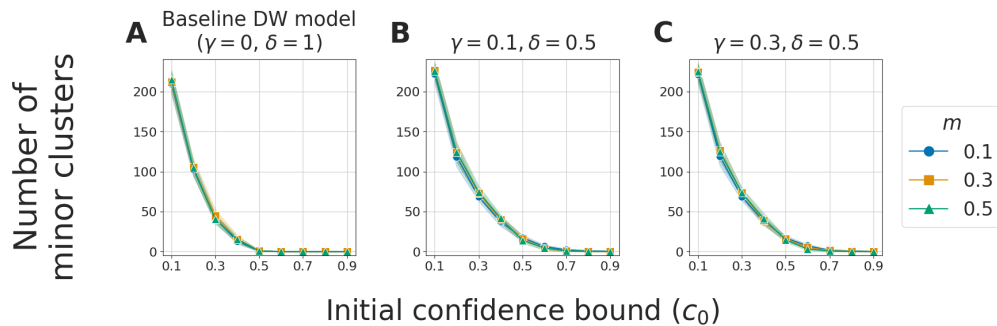 A
Baseline DW model
(γ = 0, δ = 1)
B
γ = 0.1, δ = 0.5
C
γ = 0.3, δ = 0.5
Number of
minor clusters
200
150
100
50
0
0.1 0.3 0.5 0.7 0.9
200
150
100
50
0
0.1 0.3 0.5 0.7 0.9
200
150
100
50
0
0.1 0.3 0.5 0.7 0.9
m
0.1
0.3
0.5
Initial confidence bound (c₀)